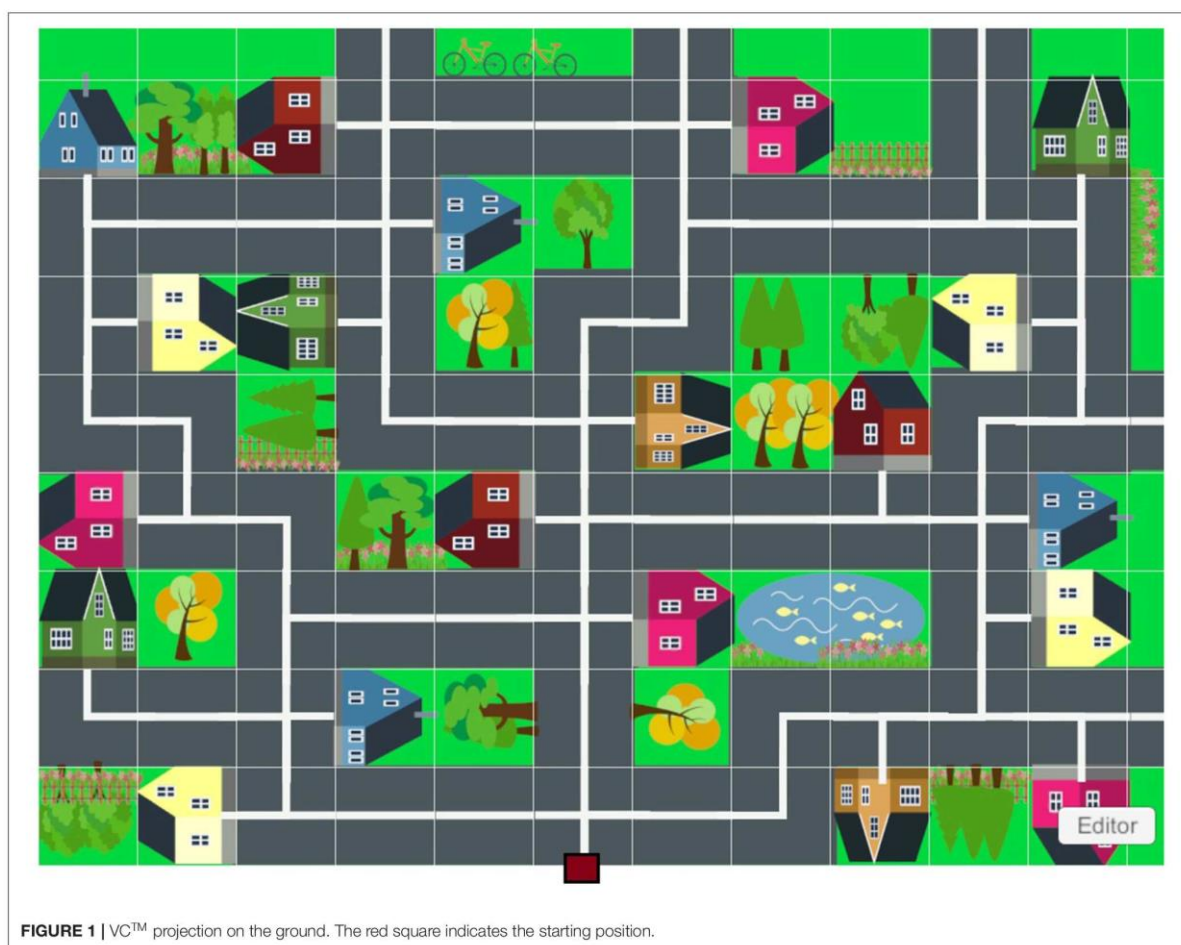 Editor
FIGURE 1 | VC™ projection on the ground. The red square indicates the starting position.